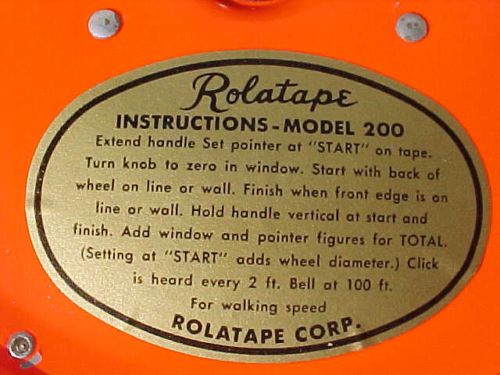 Rolatape
INSTRUCTIONS - MODEL 200
Extend handle Set pointer at "START" on tape.
Turn knob to zero in window. Start with back of
wheel on line or wall. Finish when front edge is on
line or wall. Hold handle vertical at start and
finish. Add window and pointer figures for TOTAL.
(Setting at "START" adds wheel diameter.) Click
is heard every 2 ft. Bell at 100 ft.
For walking speed
ROLATAPE CORP.